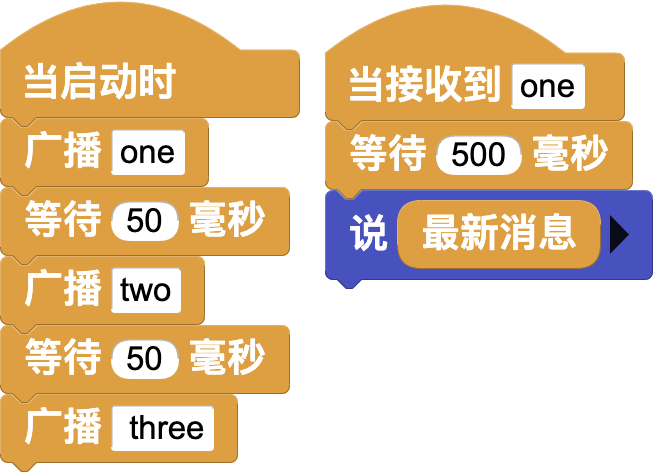 当启动时
广播 one
等待 50 毫秒
广播 two
等待 50 毫秒
广播 three
当接收到 one
等待 500 毫秒
说 最新消息